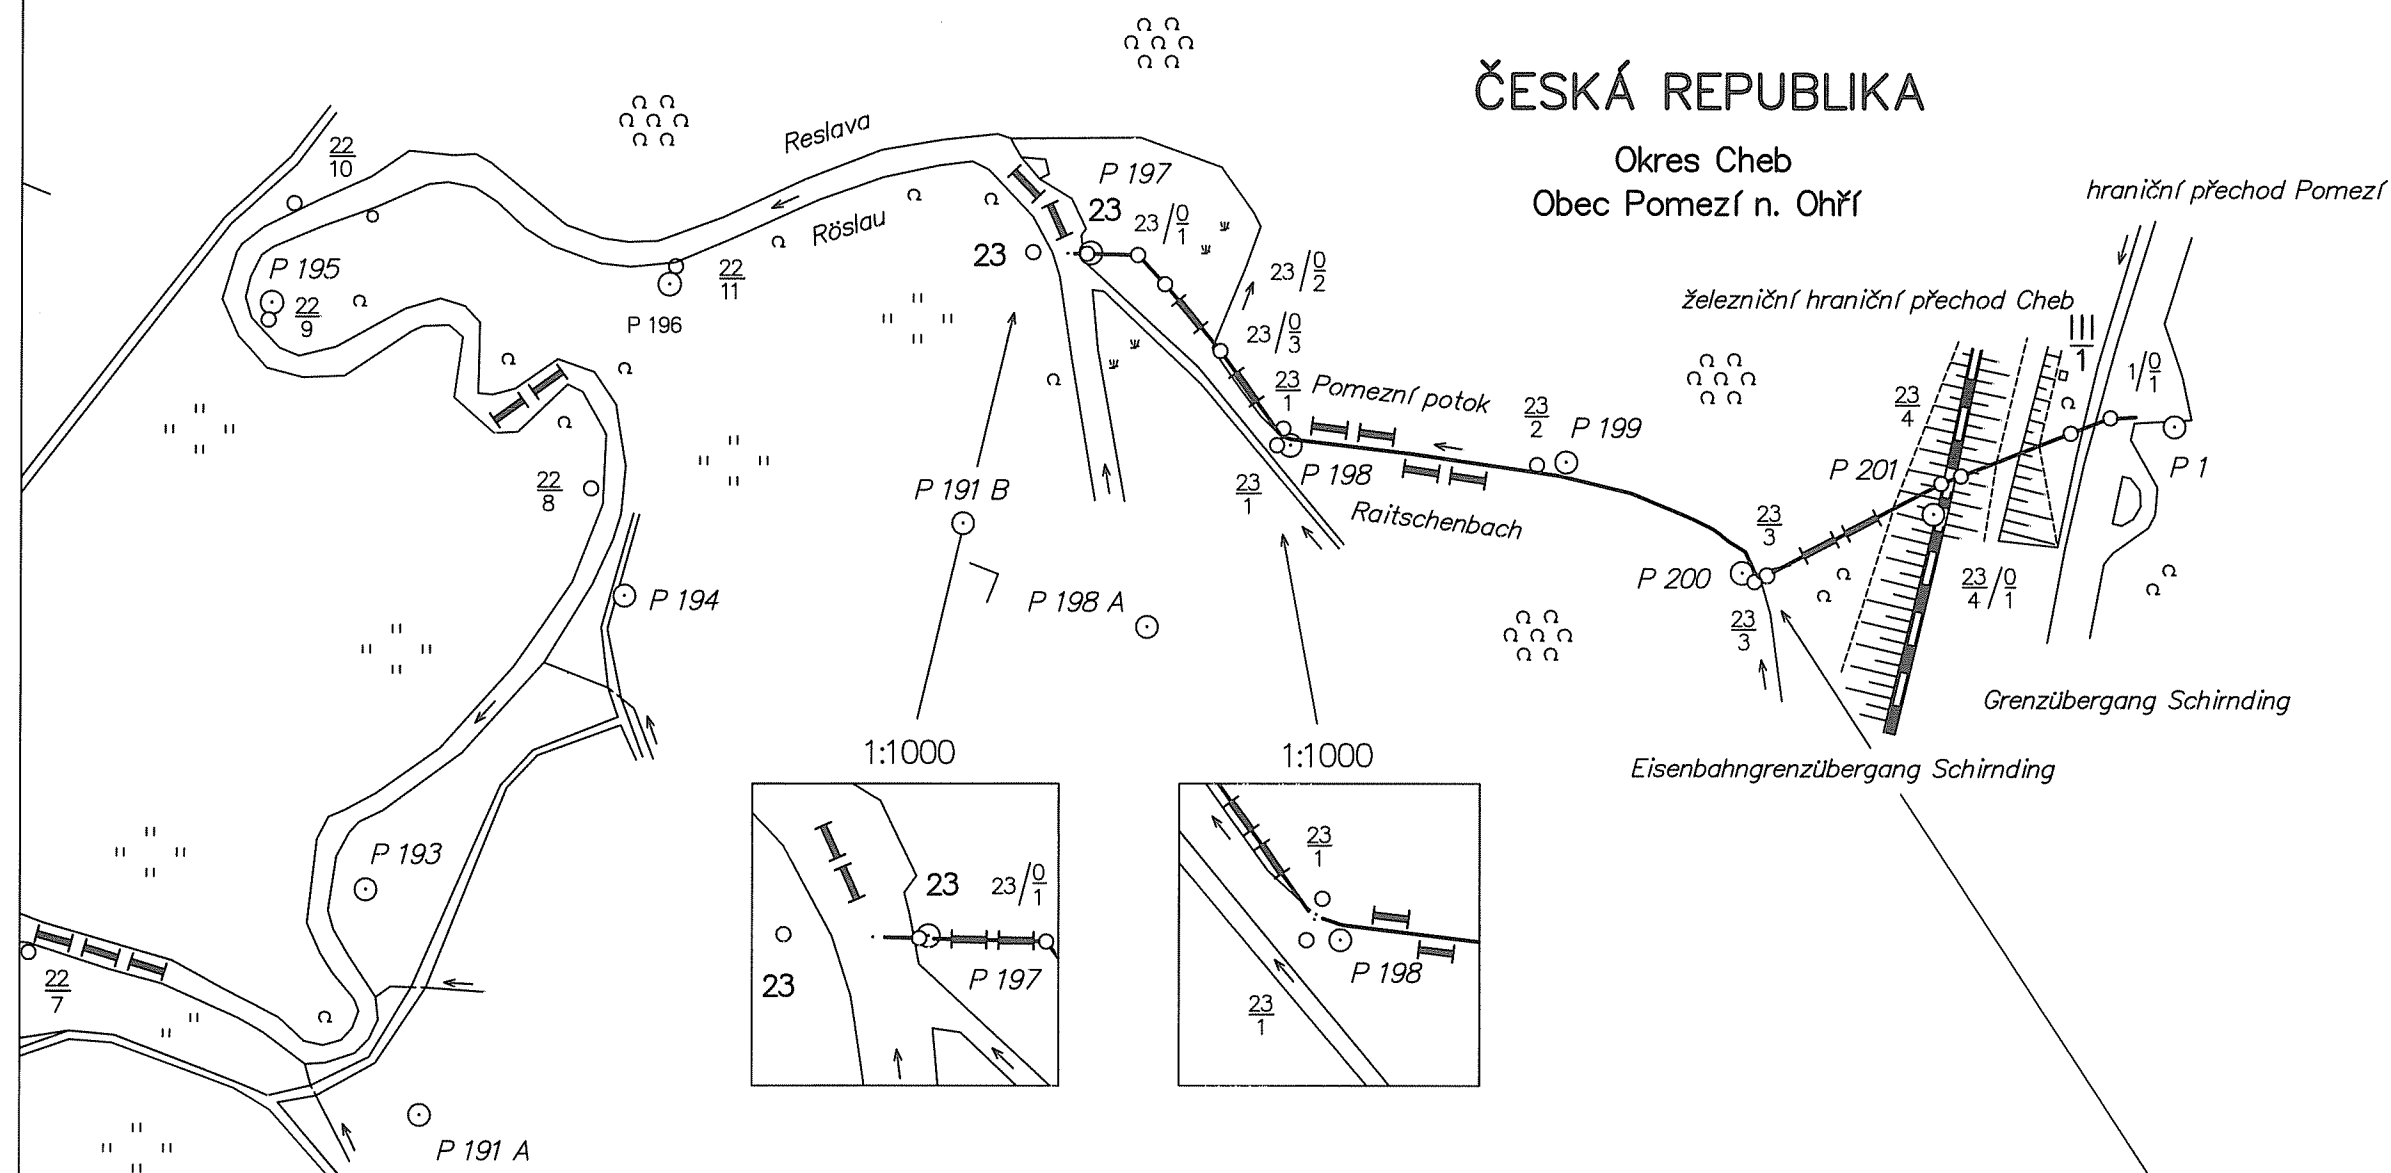 ČESKÁ REPUBLIKA
Okres Cheb
Obec Pomezí n. Ohří
hraniční přechod Pomezí
železniční hraniční přechod Cheb
III/1
1/0/1
22/10
Reslava
Röslau
P 197
23
23/0/1
23
23/0/2
23/0/3
P 195
22/9
22/11
P 196
23/1
Pomezní potok
23/2
P 199
23/4
P 201
P 1
22/8
P 191 B
P 198
23/1
Raitschenbach
23/3
P 200
23/4/0/1
23/3
P 194
P 198 A
Grenzübergang Schirnding
Eisenbahngrenzübergang Schirnding
1:1000
1:1000
P 193
23
23/0/1
23
P 197
23/1
P 198
23/1
22/7
P 191 A